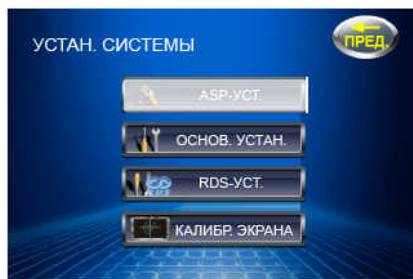 УСТАН. СИСТЕМЫ
ПРЕД.
ASP-УСТ.
ОСНОВ. УСТАН.
RDS-УСТ.
КАЛИБР. ЭКРАНА